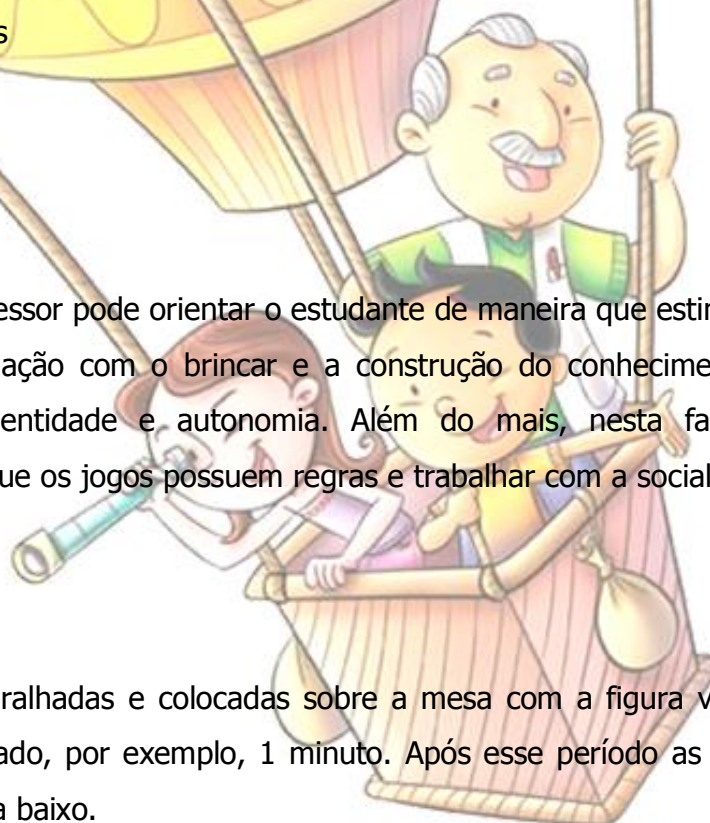 s
essor pode orientar o estudante de maneira que estir
ação com o brincar e a construção do conhecime
entidade e autonomia. Além do mais, nesta fa
ue os jogos possuem regras e trabalhar com a social
ralhadas e colocadas sobre a mesa com a figura v
ado, por exemplo, 1 minuto. Após esse período as
a baixo.